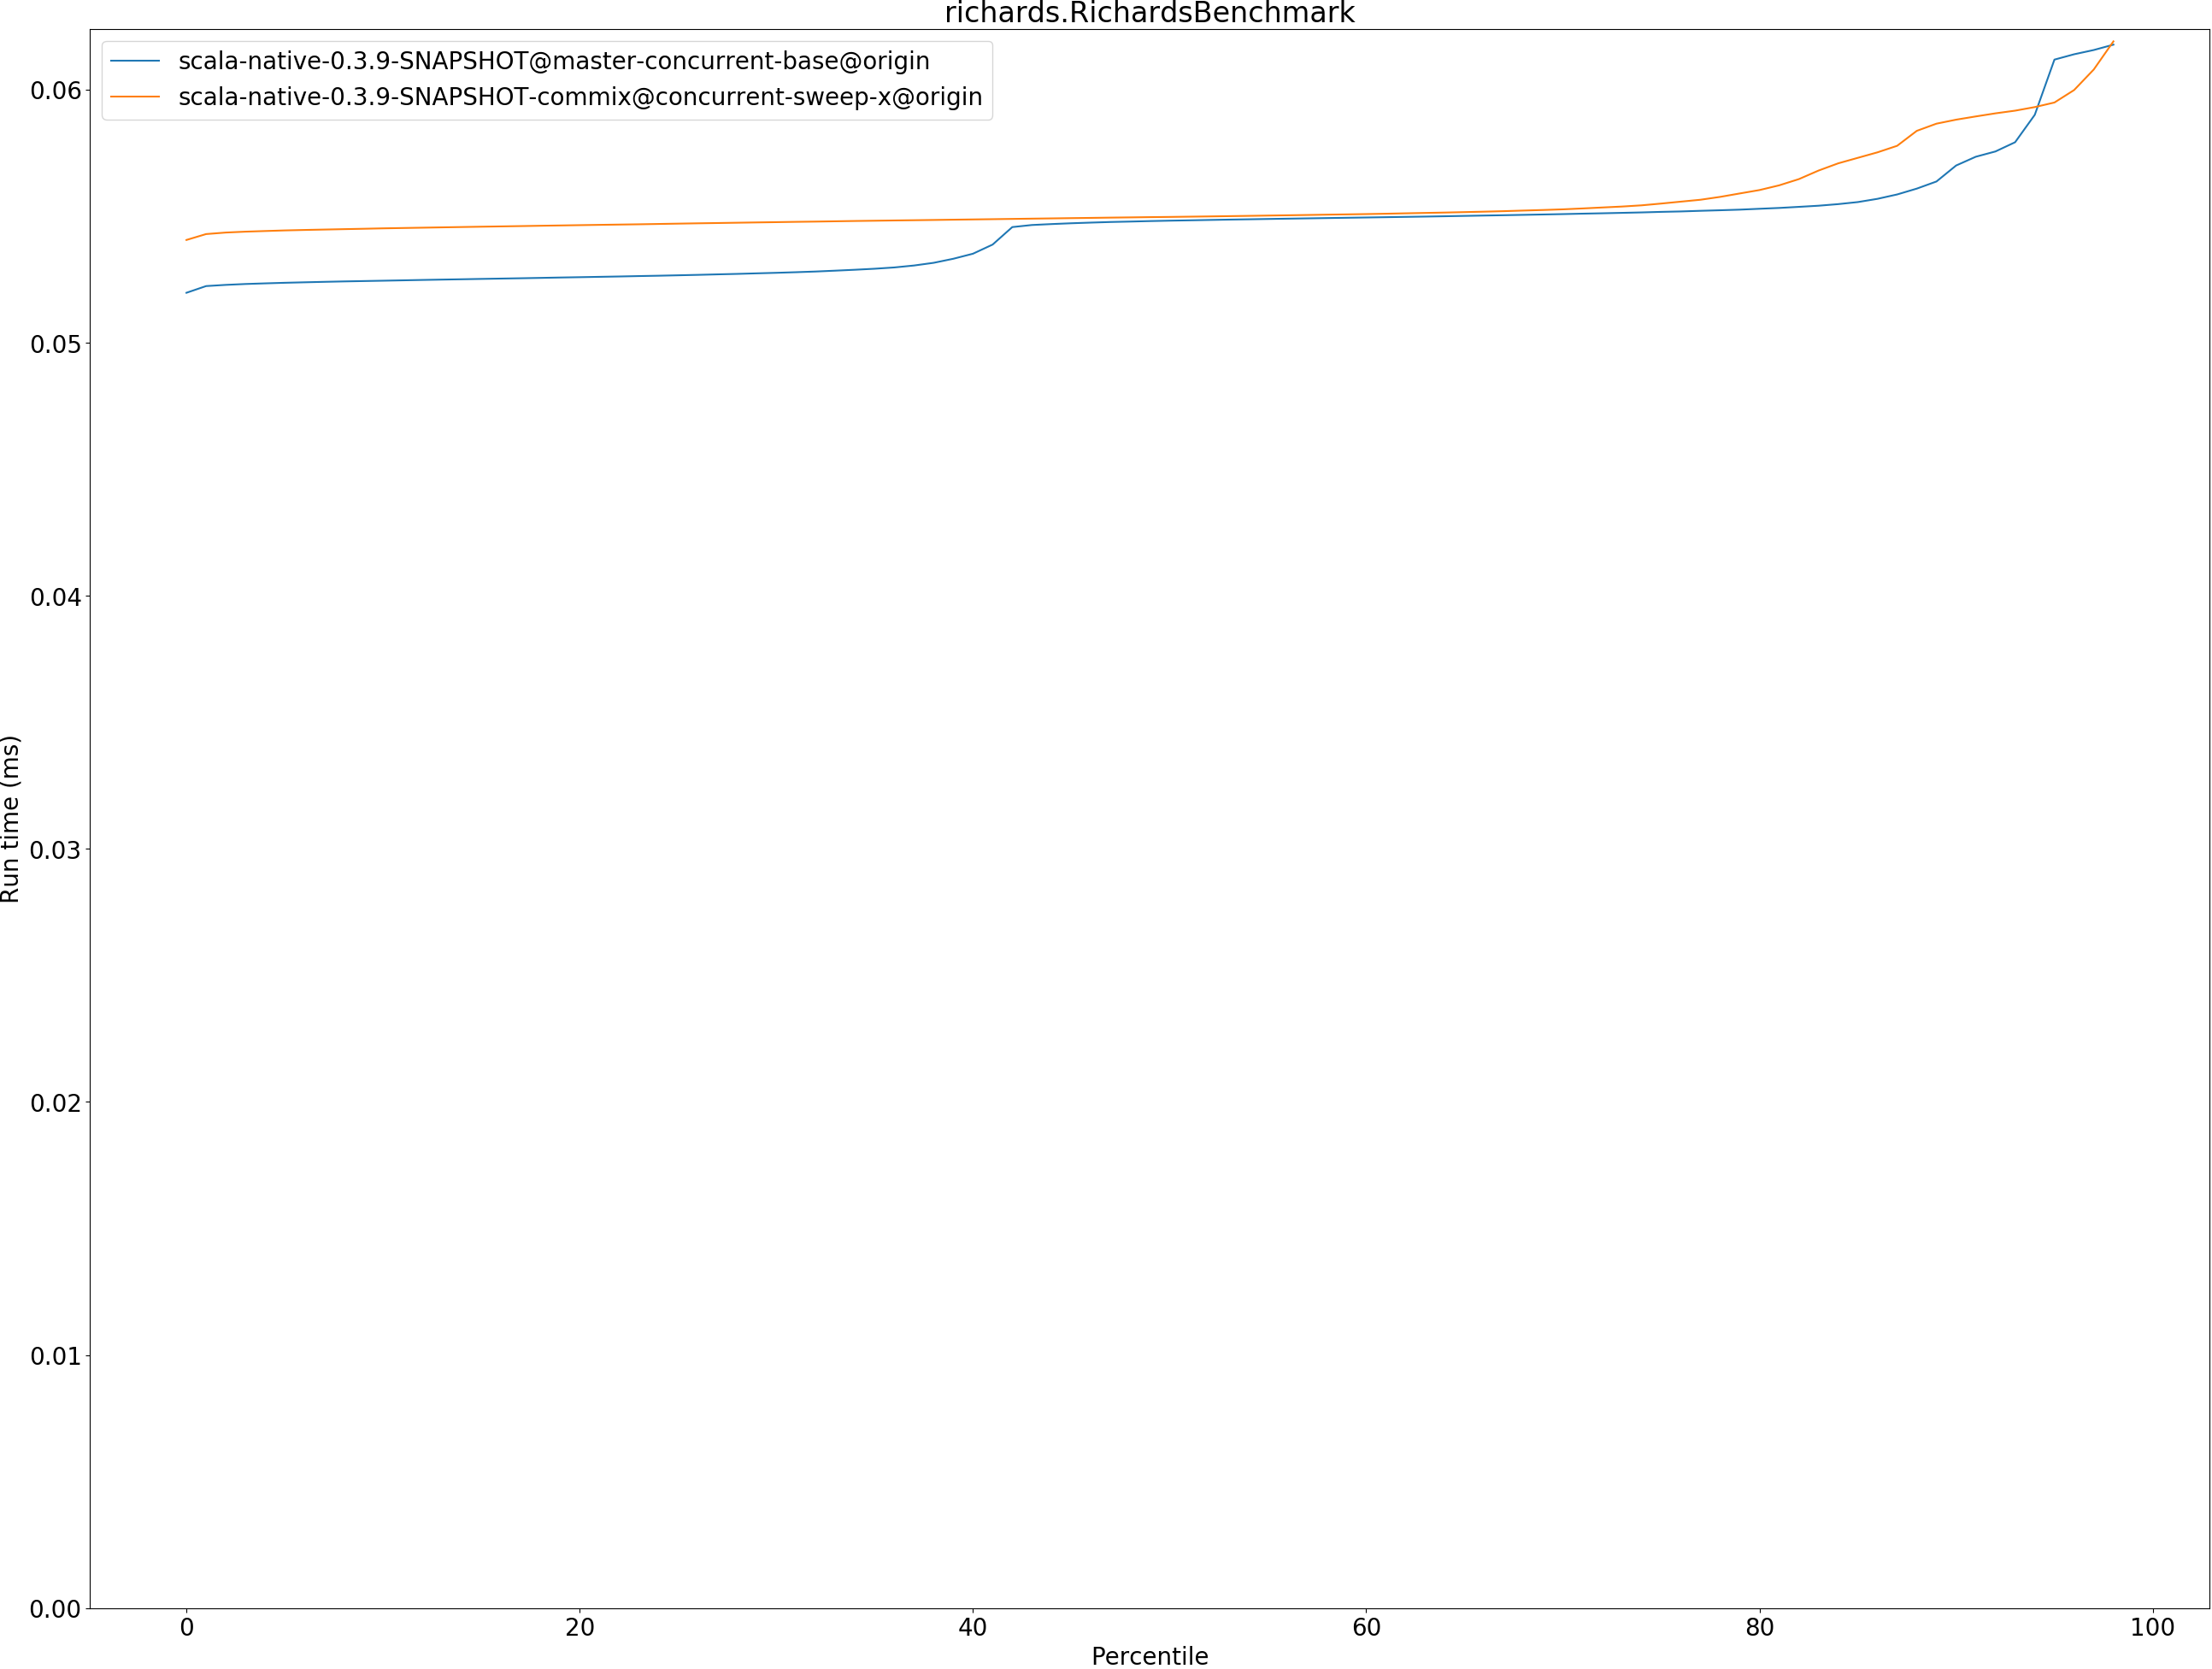 richards.RichardsBenchmark
scala-native-0.3.9-SNAPSHOT@master-concurrent-base@origin
scala-native-0.3.9-SNAPSHOT-commix@concurrent-sweep-x@origin
0.06
0.05
0.04
0.03
0.02
0.01
0.00
Run time (ms)
0 20 40 60 80 100
Percentile